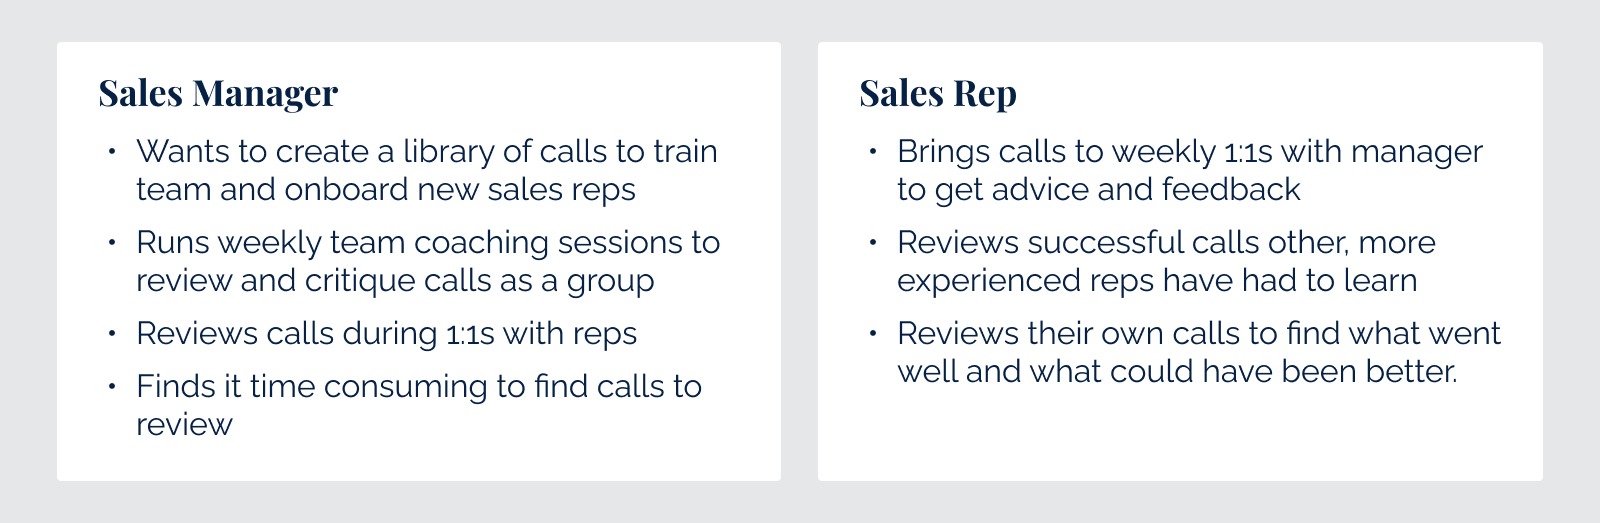 Sales Manager
• Wants to create a library of calls to train
team and onboard new sales reps
• Runs weekly team coaching sessions to
review and critique calls as a group
• Reviews calls during 1:1s with reps
• Finds it time consuming to find calls to
review
Sales Rep
• Brings calls to weekly 1:1s with manager
to get advice and feedback
• Reviews successful calls other, more
experienced reps have had to learn
• Reviews their own calls to find what went
well and what could have been better.